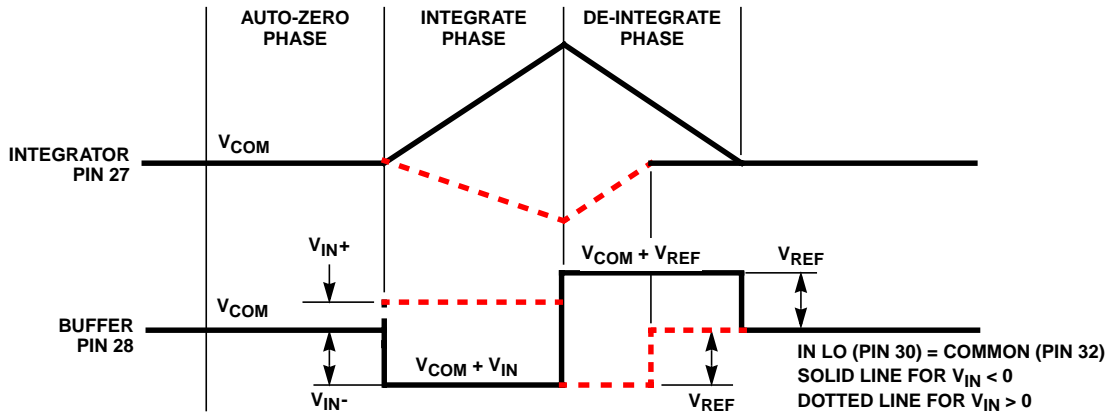 AUTO-ZERO
PHASE
INTEGRATE
PHASE
DE-INTEGRATE
PHASE
INTEGRATOR
PIN 27
VCOM
VIN+
VCOM + VREF
VREF
VCOM
BUFFER
PIN 28
VCOM + VIN
VIN-
VREF
IN LO (PIN 30) = COMMON (PIN 32)
SOLID LINE FOR VIN < 0
DOTTED LINE FOR VIN > 0